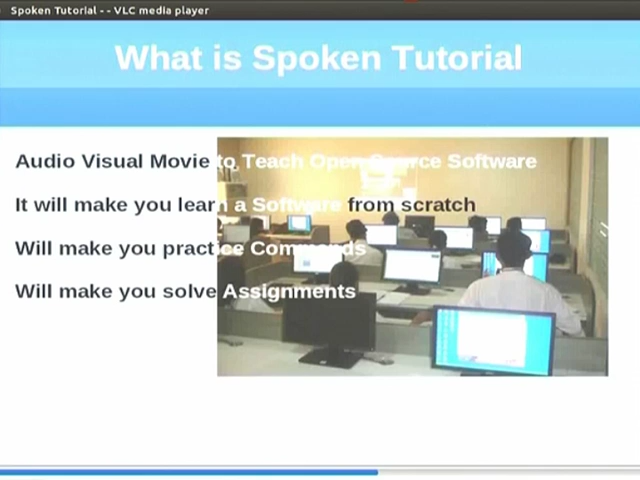 Spoken Tutorial - - VLC media player
What is Spoken Tutorial
Audio Visual Movie to Teach Open Source Software
It will make you learn a Software from scratch
Will make you practice Commands
Will make you solve Assignments